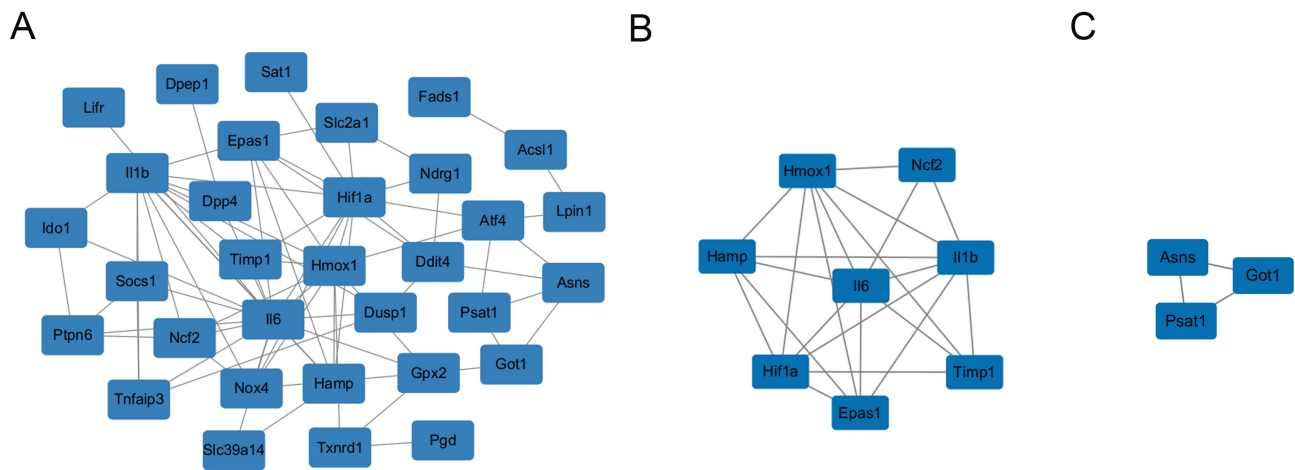 A
B
C
Sat1
Dpep1
Fads1
Lifr
Slc2a1
Epas1
Acsl1
Il1b
Ndrg1
Dpp4
Hif1a
Lpin1
Ido1
Atf4
Timp1
Hmox1
Ddit4
Socs1
Asns
Il6
Dusp1
Psat1
Ptpn6
Ncf2
Got1
Gpx2
Nox4
Hamp
Tnfaip3
Slc39a14
Txnrd1
Pgd
Hmox1
Ncf2
Hamp
Il1b
Il6
Hif1a
Timp1
Epas1
Asns
Got1
Psat1